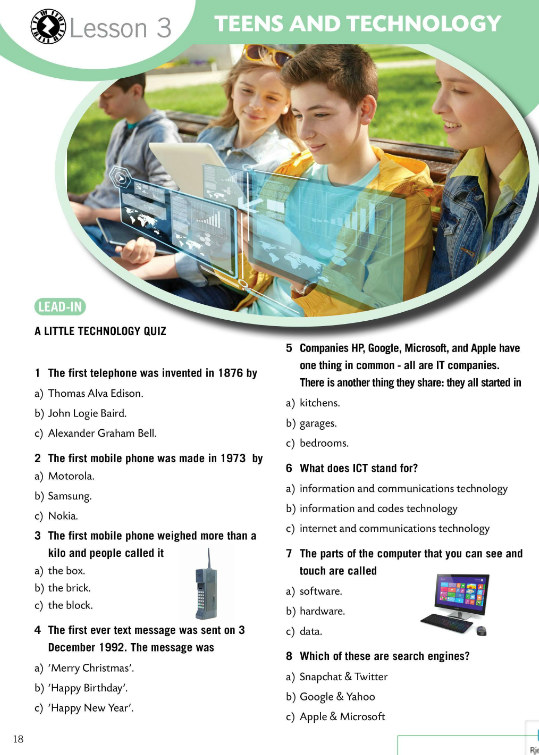 Lesson 3
TEENS AND TECHNOLOGY
LEAD-IN
A LITTLE TECHNOLOGY QUIZ
1 The first telephone was invented in 1876 by
a) Thomas Alva Edison.
b) John Logie Baird.
c) Alexander Graham Bell.
2 The first mobile phone was made in 1973 by
a) Motorola.
b) Samsung.
c) Nokia.
3 The first mobile phone weighed more than a
kilo and people called it
a) the box.
b) the brick.
c) the block.
4 The first ever text message was sent on 3
December 1992. The message was
a) 'Merry Christmas'.
b) 'Happy Birthday'.
c) 'Happy New Year'.
5 Companies HP, Google, Microsoft, and Apple have
one thing in common - all are IT companies.
There is another thing they share: they all started in
a) kitchens.
b) garages.
c) bedrooms.
6 What does ICT stand for?
a) information and communications technology
b) information and codes technology
c) internet and communications technology
7 The parts of the computer that you can see and
touch are called
a) software.
b) hardware.
c) data.
8 Which of these are search engines?
a) Snapchat & Twitter
b) Google & Yahoo
c) Apple & Microsoft
18